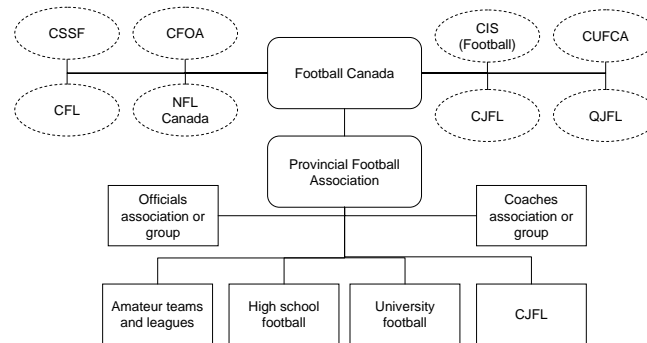 CSSF
CFOA
CIS
(Football)
CUFCA
Football Canada
CFL
NFL
Canada
CJFL
QJFL
Provincial Football
Association
Officials
association or
group
Coaches
association or
group
Amateur teams
and leagues
High school
football
University
football
CJFL